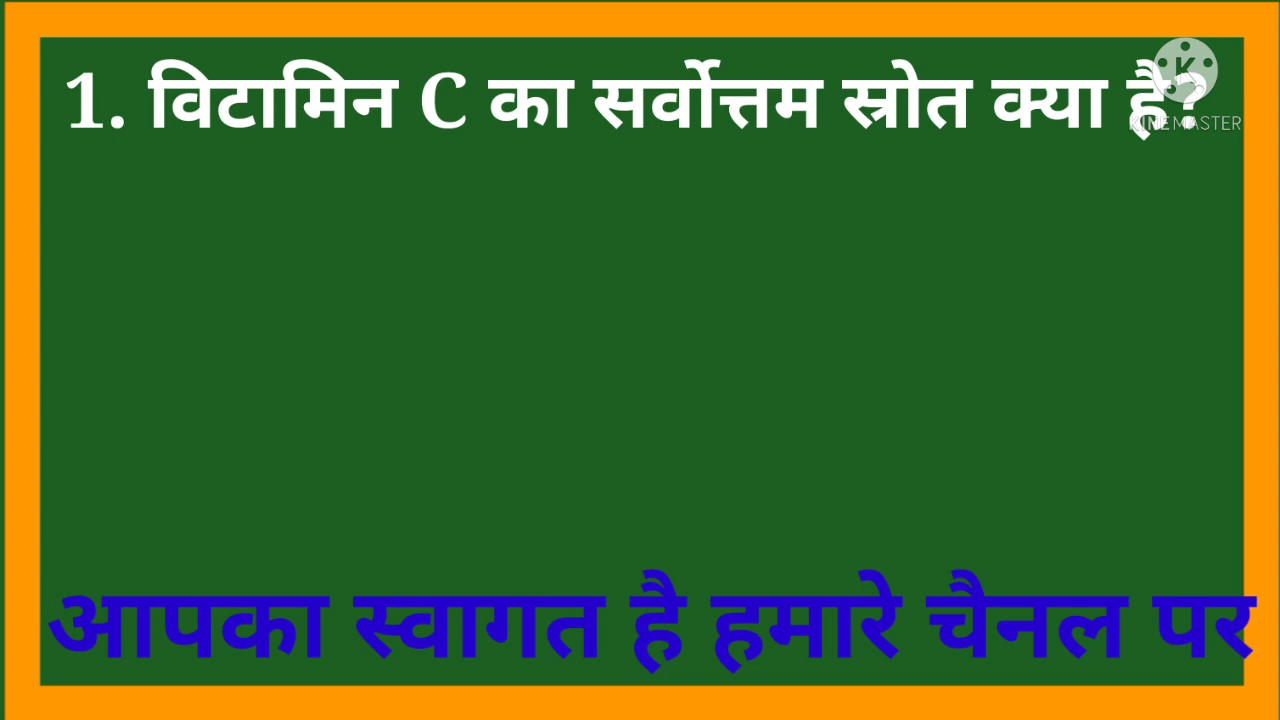 1. विटामिन C का सर्वोत्तम स्रोत क्या है?
KINEMASTER
आपका स्वागत है हमारे चैनल पर